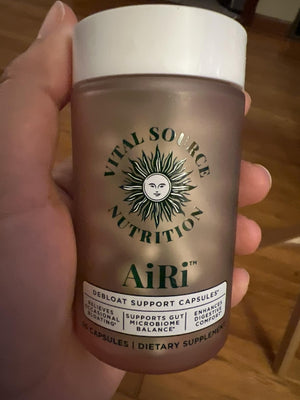 VITAL SOURCE
NUTRITION
AiRi™
DEBLOAT SUPPORT CAPSULES*
RELIEVES
OCCASIONAL
BLOATING*
SUPPORTS GUT
MICROBIOME
BALANCE*
ENHANCES
DIGESTIVE
COMFORT*
CAPSULES | DIETARY SUPPLEMENT